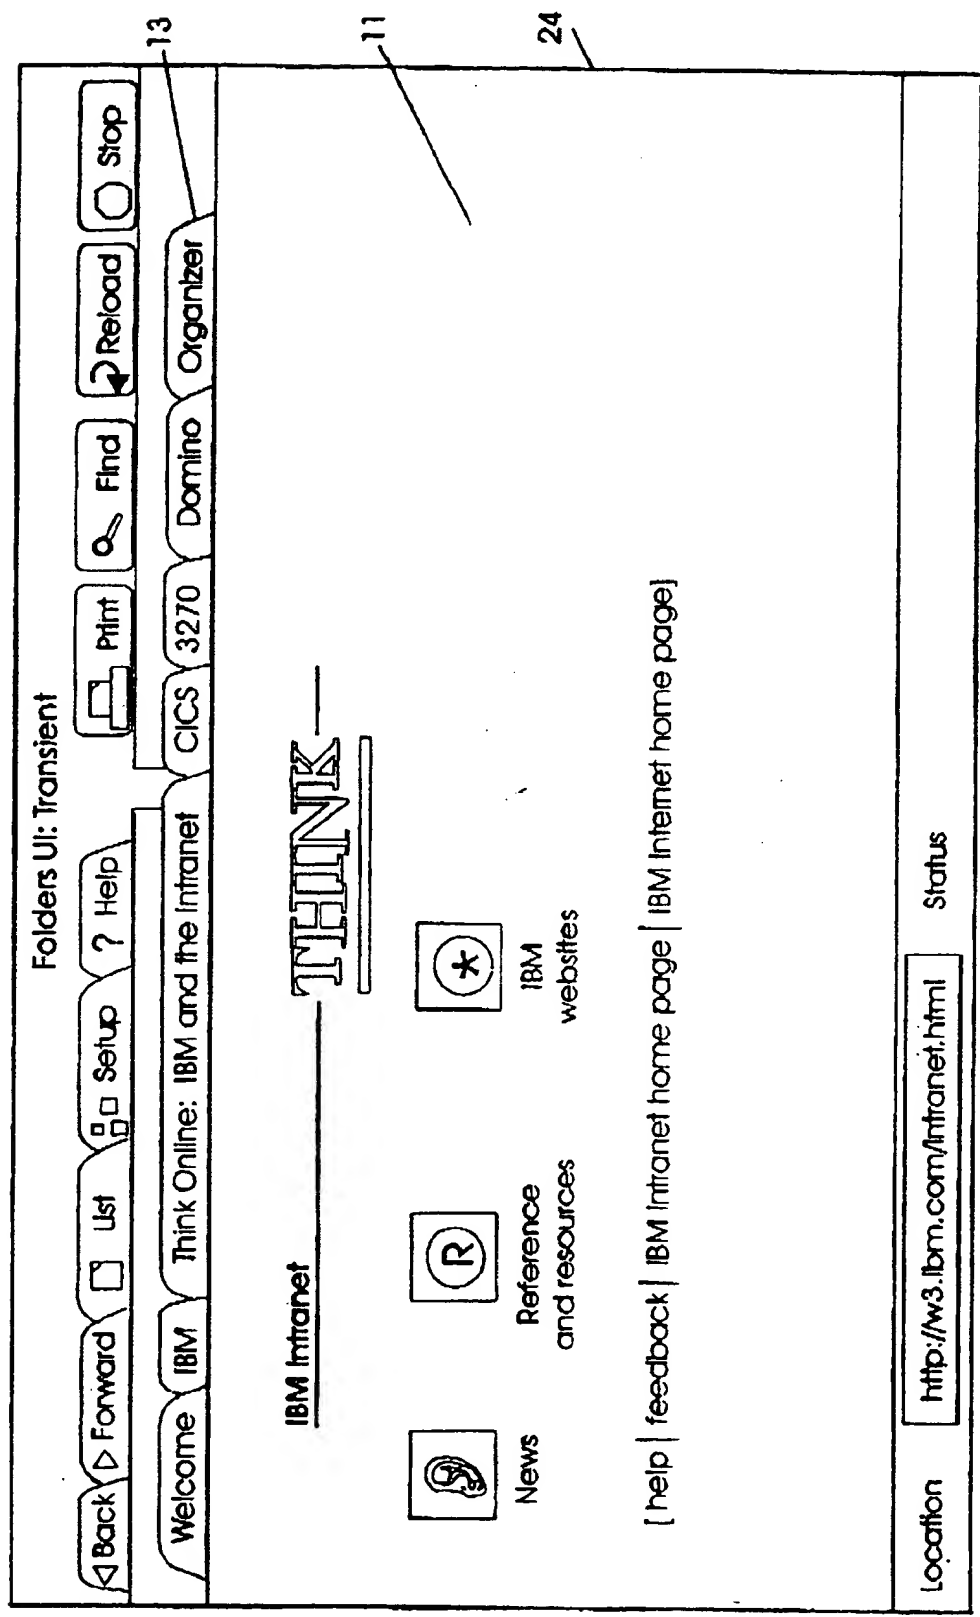 Folders UI: Transient
Back Forward List Setup ? Help Print Find Reload Stop
Welcome IBM Think Online: IBM and the Intranet CICS 3270 Domino Organizer
13
IBM Intranet
THINK
11
News
Reference
and resources
IBM
websites
[help | feedback | IBM Intranet home page | IBM Internet home page]
24
Location http://w3.ibm.com/intranet.html Status